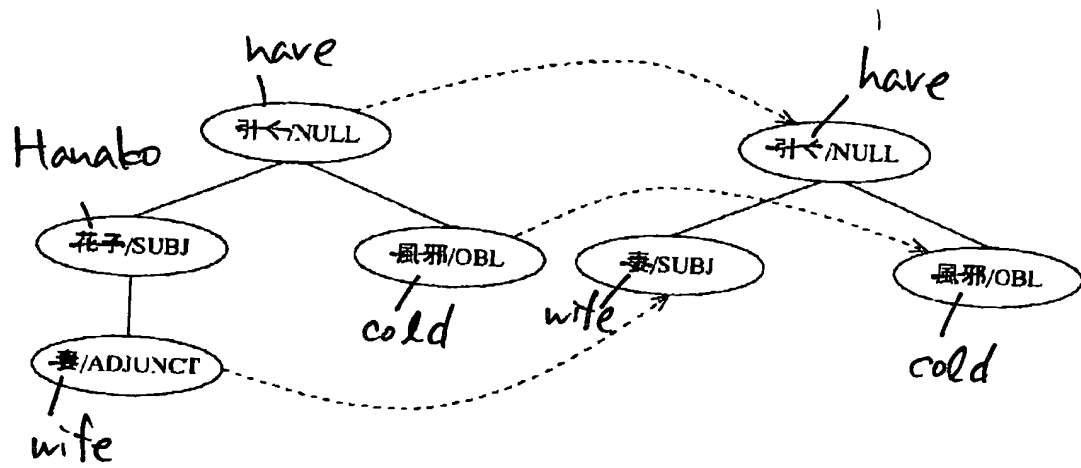 have
have
引く/NULL
引く/NULL
Hanako
花子/SUBJ
風邪/OBL
妻/SUBJ
風邪/OBL
cold
wife
cold
妻/ADJUNCT
wife